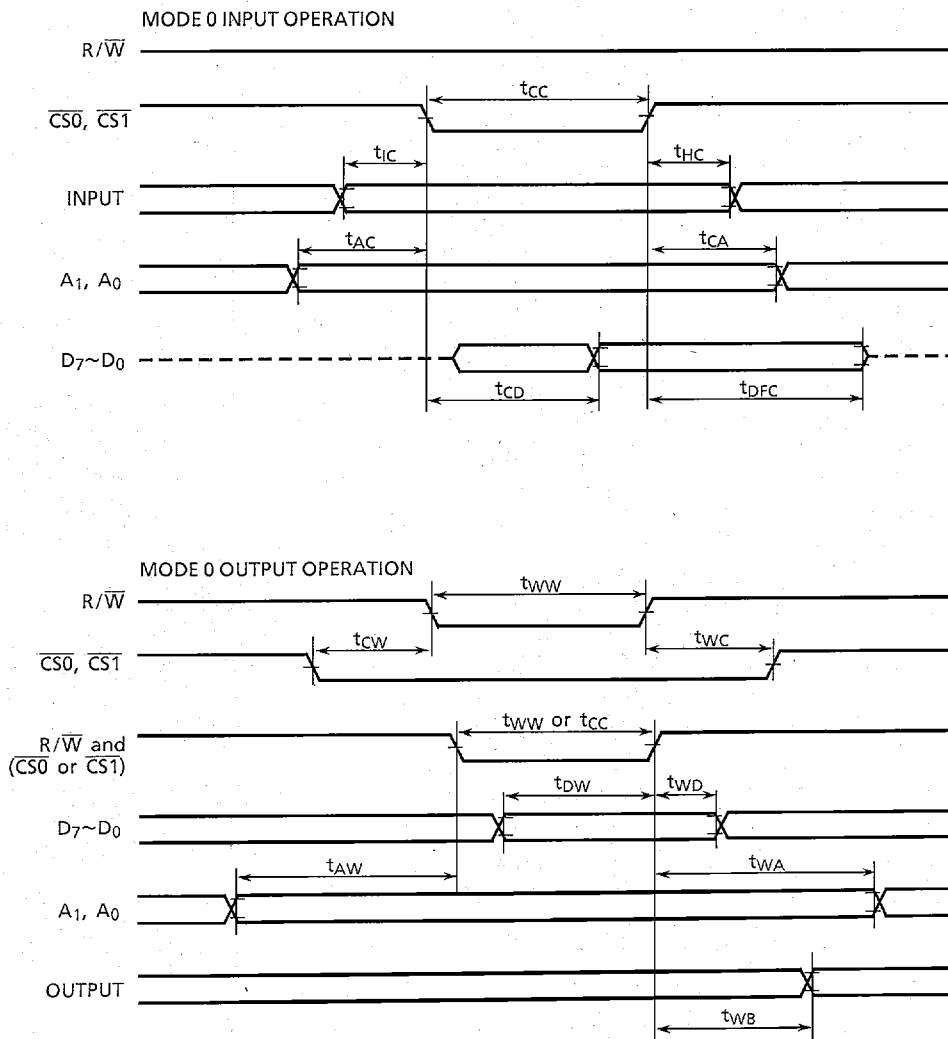 MODE 0 INPUT OPERATION
R/W̅
tCC
C̅S̅0̅, C̅S̅1̅
tIC
tHC
INPUT
tAC
tCA
A1, A0
D7~D0
tCD
tDFC
MODE 0 OUTPUT OPERATION
R/W̅
tWW
tCW
tWC
C̅S̅0̅, C̅S̅1̅
tWW or tCC
R/W̅ and
(C̅S̅0̅ or C̅S̅1̅)
tDW
tWD
D7~D0
tAW
tWA
A1, A0
OUTPUT
tWB